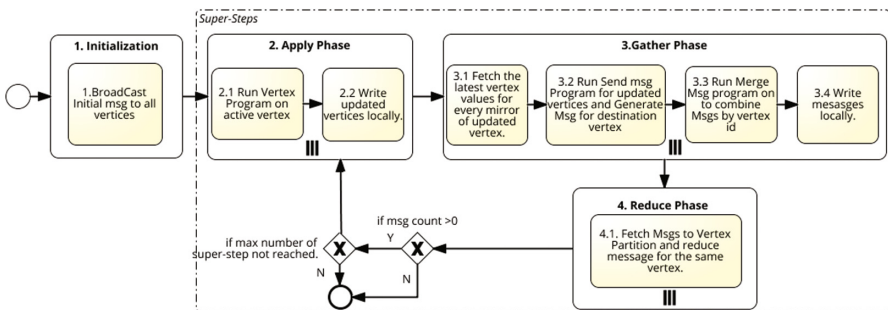 Super-Steps
1. Initialization
1.BroadCast
Initial msg to all
vertices
2. Apply Phase
2.1 Run Vertex
Program on
active vertex
2.2 Write
updated
vertices locally.
3.Gather Phase
3.1 Fetch the
latest vertex
values for
every mirror
of updated
vertex.
3.2 Run Send msg
Program for updated
vertices and Generate
Msg for destination
vertex
3.3 Run Merge
Msg program on
to combine
Msgs by vertex
id
3.4 Write
mesasges
locally.
4. Reduce Phase
4.1. Fetch Msgs to Vertex
Partition and reduce
message for the same
vertex.
if msg count >0
Y
N
if max number of
super-step not reached.
N